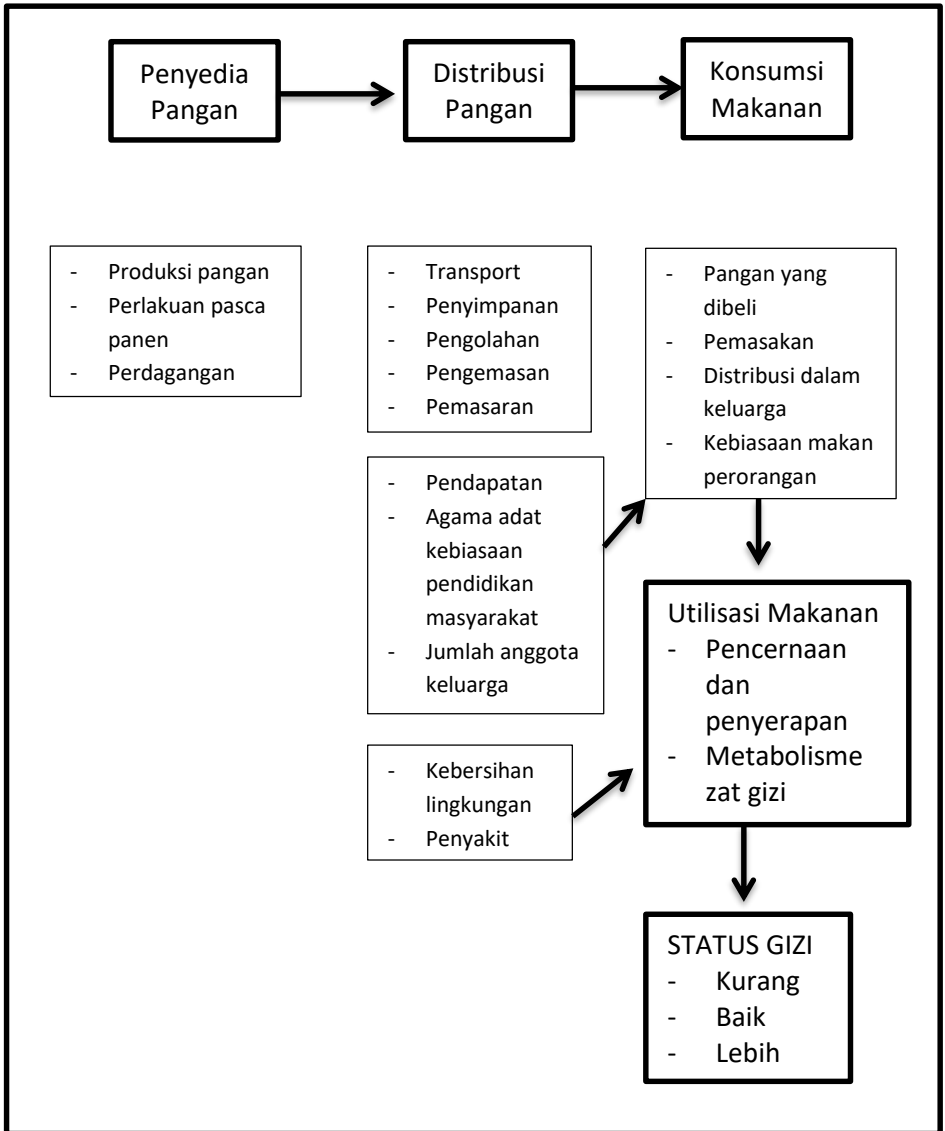 Penyedia
Pangan
Distribusi
Pangan
Konsumsi
Makanan
- Produksi pangan
- Perlakuan pasca
panen
- Perdagangan
- Transport
- Penyimpanan
- Pengolahan
- Pengemasan
- Pemasaran
- Pangan yang
dibeli
- Pemasakan
- Distribusi dalam
keluarga
- Kebiasaan makan
perorangan
- Pendapatan
- Agama adat
kebiasaan
pendidikan
masyarakat
- Jumlah anggota
keluarga
Utilisasi Makanan
- Pencernaan
dan
penyerapan
- Metabolisme
zat gizi
- Kebersihan
lingkungan
- Penyakit
STATUS GIZI
- Kurang
- Baik
- Lebih